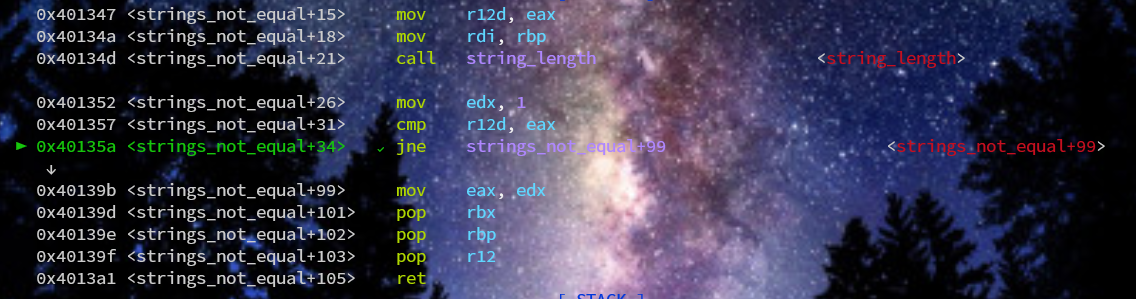 0x401347 <strings_not_equal+15> mov r12d, eax
0x40134a <strings_not_equal+18> mov rdi, rbp
0x40134d <strings_not_equal+21> call string_length <string_length>
0x401352 <strings_not_equal+26> mov edx, 1
0x401357 <strings_not_equal+31> cmp r12d, eax
► 0x40135a <strings_not_equal+34> ✓ jne strings_not_equal+99 <strings_not_equal+99>
↓
0x40139b <strings_not_equal+99> mov eax, edx
0x40139d <strings_not_equal+101> pop rbx
0x40139e <strings_not_equal+102> pop rbp
0x40139f <strings_not_equal+103> pop r12
0x4013a1 <strings_not_equal+105> ret
[ STACK ]